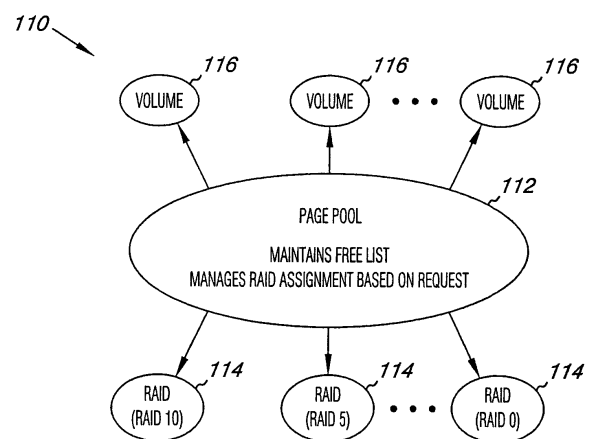 110
116 116 116
VOLUME VOLUME VOLUME
112
PAGE POOL
MAINTAINS FREE LIST
MANAGES RAID ASSIGNMENT BASED ON REQUEST
114 114 114
RAID RAID RAID
(RAID 10) (RAID 5) (RAID 0)